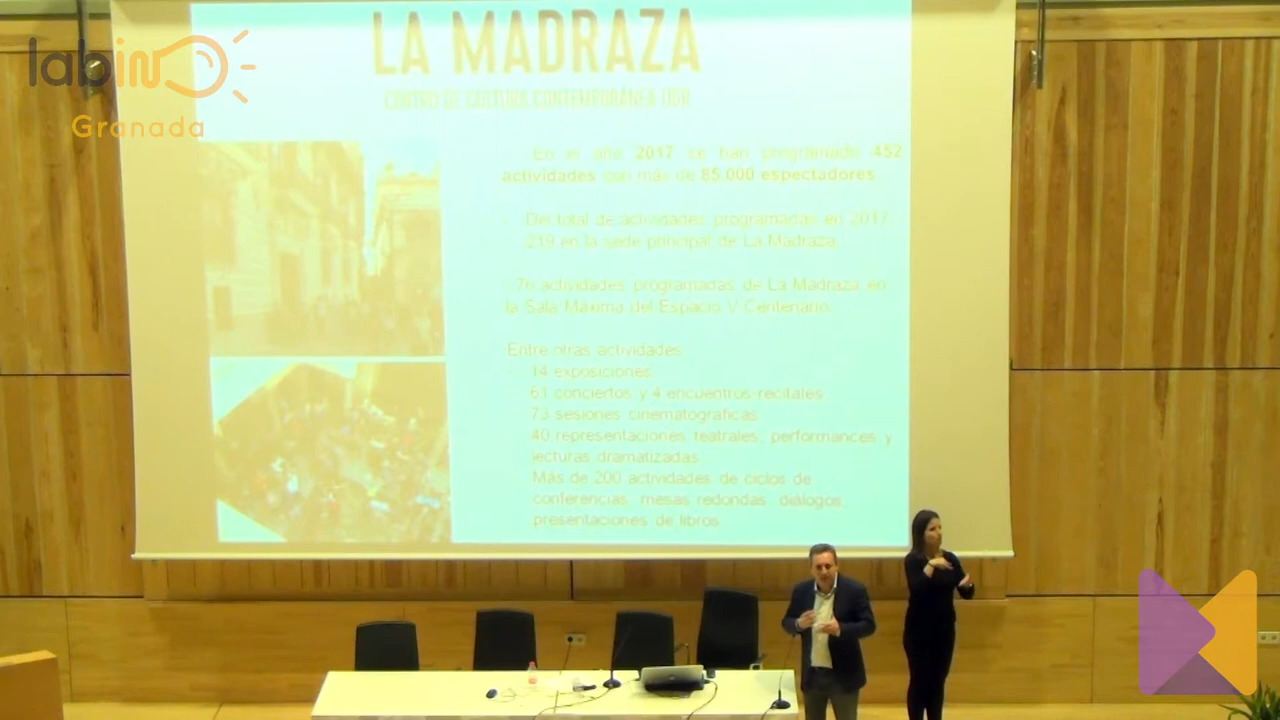 labin
Granada
LA MADRAZA
CENTRO DE CULTURA CONTEMPORÁNEA UGR
En el año 2017 se han programado 452
actividades con más de 85.000 espectadores
- Del total de actividades programadas en 2017,
219 en la sede principal de La Madraza.
- 76 actividades programadas de La Madraza en
la Sala Máxima del Espacio V Centenario.
Entre otras actividades:
- 14 exposiciones
61 conciertos y 4 encuentros-recitales
73 sesiones cinematográficas
40 representaciones teatrales, performances y
lecturas dramatizadas
Más de 200 actividades de ciclos de
conferencias, mesas redondas, diálogos,
presentaciones de libros